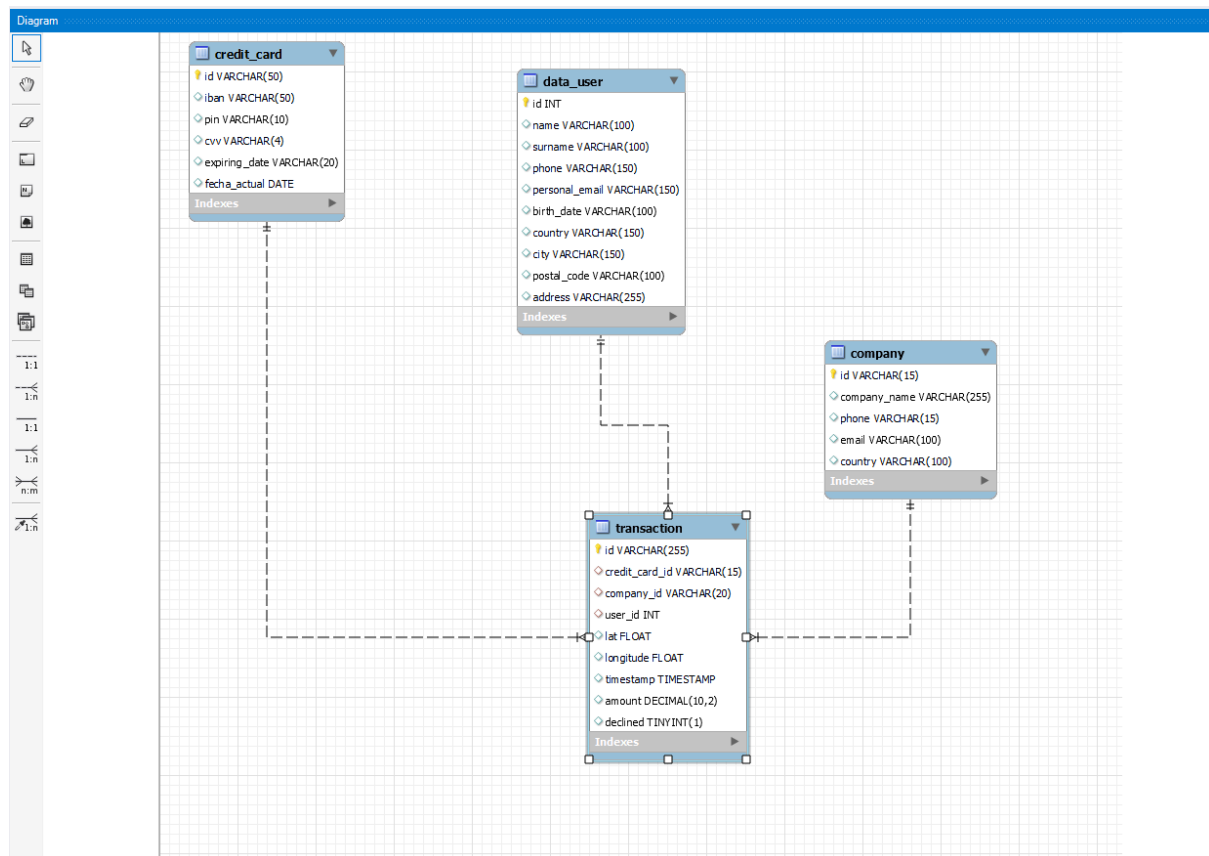 Diagram
credit_card
id VARCHAR(50)
iban VARCHAR(50)
pin VARCHAR(10)
cvv VARCHAR(4)
expiring_date VARCHAR(20)
fecha_actual DATE
Indexes
data_user
id INT
name VARCHAR(100)
surname VARCHAR(100)
phone VARCHAR(150)
personal_email VARCHAR(150)
birth_date VARCHAR(100)
country VARCHAR(150)
city VARCHAR(150)
postal_code VARCHAR(100)
address VARCHAR(255)
Indexes
company
id VARCHAR(15)
company_name VARCHAR(255)
phone VARCHAR(15)
email VARCHAR(100)
country VARCHAR(100)
Indexes
transaction
id VARCHAR(255)
credit_card_id VARCHAR(15)
company_id VARCHAR(20)
user_id INT
lat FLOAT
longitude FLOAT
timestamp TIMESTAMP
amount DECIMAL(10,2)
declined TINYINT(1)
Indexes
1:1
1:n
1:1
1:n
n:m
1:n